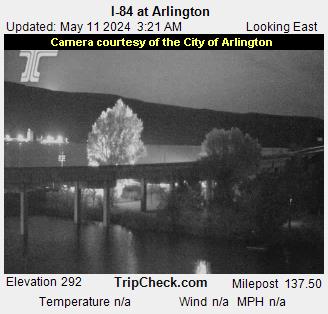 I-84 at Arlington
Updated: May 11 2024 3:21 AM Looking East
Camera courtesy of the City of Arlington
Elevation 292 TripCheck.com Milepost 137.50
Temperature n/a Wind n/a MPH n/a